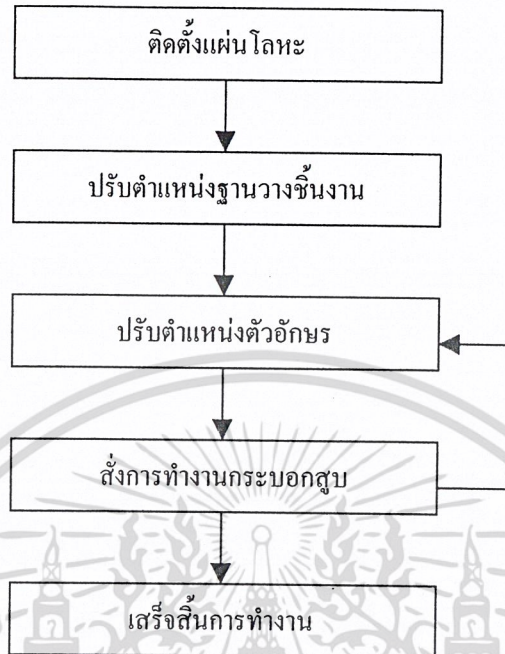 ติดตั้งแผ่นโลหะ
ปรับตำแหน่งฐานวางชิ้นงาน
ปรับตำแหน่งตัวอักษร
สั่งการทำงานกระบอกสูบ
เสร็จสิ้นการทำงาน